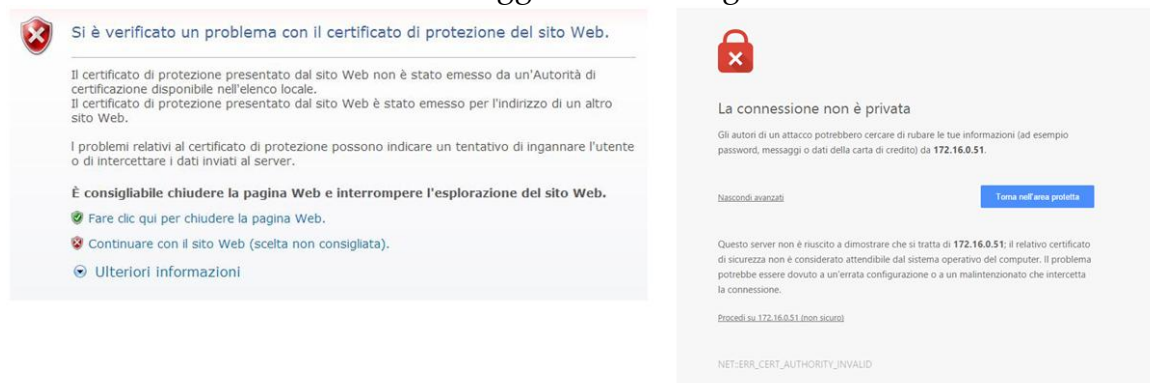 Si è verificato un problema con il certificato di protezione del sito Web.
Il certificato di protezione presentato dal sito Web non è stato emesso da un'Autorità di
certificazione disponibile nell'elenco locale.
Il certificato di protezione presentato dal sito Web è stato emesso per l'indirizzo di un altro
sito Web.
I problemi relativi al certificato di protezione possono indicare un tentativo di ingannare l'utente
o di intercettare i dati inviati al server.
È consigliabile chiudere la pagina Web e interrompere l'esplorazione del sito Web.
Fare clic qui per chiudere la pagina Web.
Continuare con il sito Web (scelta non consigliata).
Ulteriori informazioni
La connessione non è privata
Gli autori di un attacco potrebbero cercare di rubare le tue informazioni (ad esempio
password, messaggi o dati della carta di credito) da 172.16.0.51.
Nascondi avanzati
Torna nell'area protetta
Questo server non è riuscito a dimostrare che si tratta di 172.16.0.51; il relativo certificato
di sicurezza non è considerato attendibile dal sistema operativo del computer. Il problema
potrebbe essere dovuto a un'errata configurazione o a un malintenzionato che intercetta
la connessione.
Procedi su 172.16.0.51 (non sicuro)
NET::ERR_CERT_AUTHORITY_INVALID